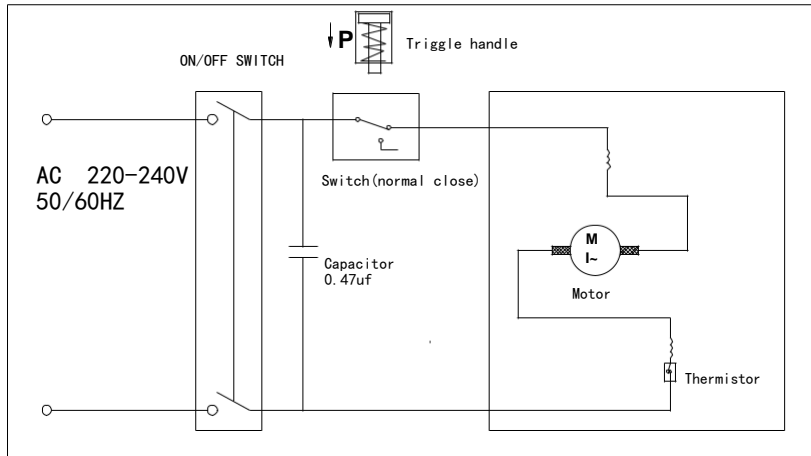 P
Triggle handle
ON/OFF SWITCH
AC 220-240V
50/60HZ
Switch(normal close)
Capacitor
0.47uf
M
I~
Motor
Thermistor